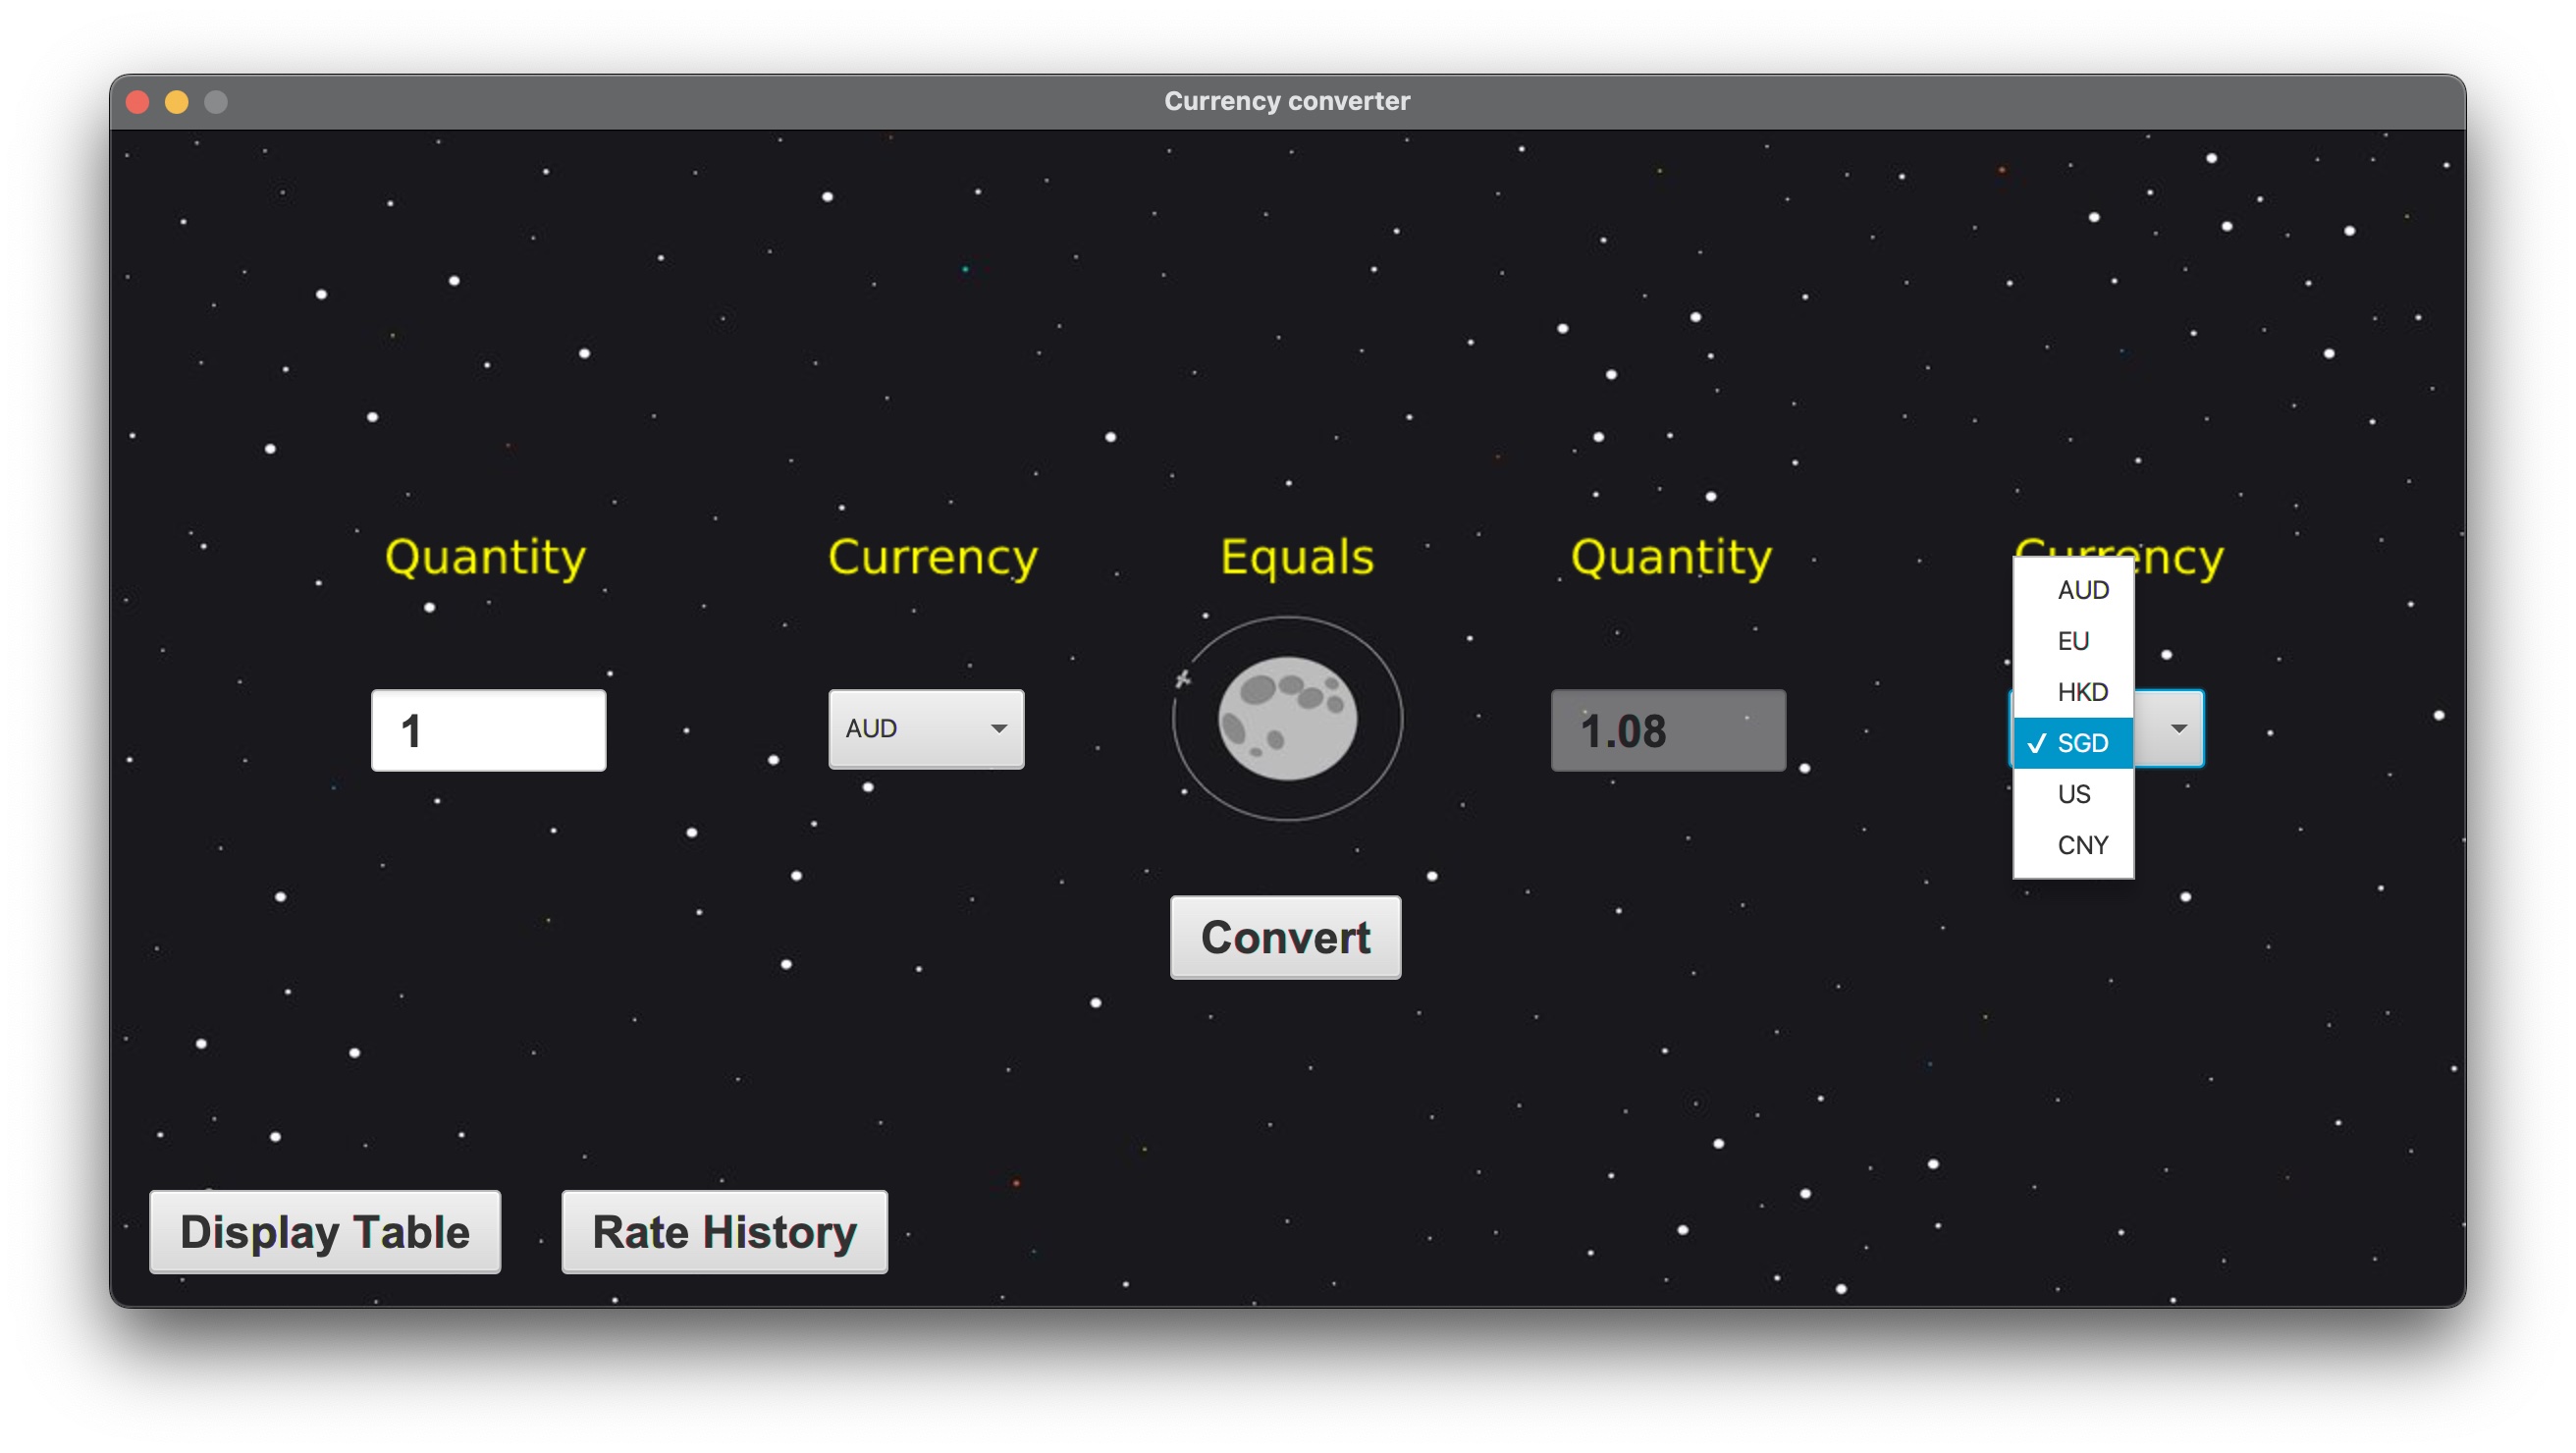 Currency converter
Quantity
Currency
Equals
Quantity
Currency
1
AUD
1.08
AUD
EU
HKD
✓ SGD
US
CNY
Convert
Display Table
Rate History